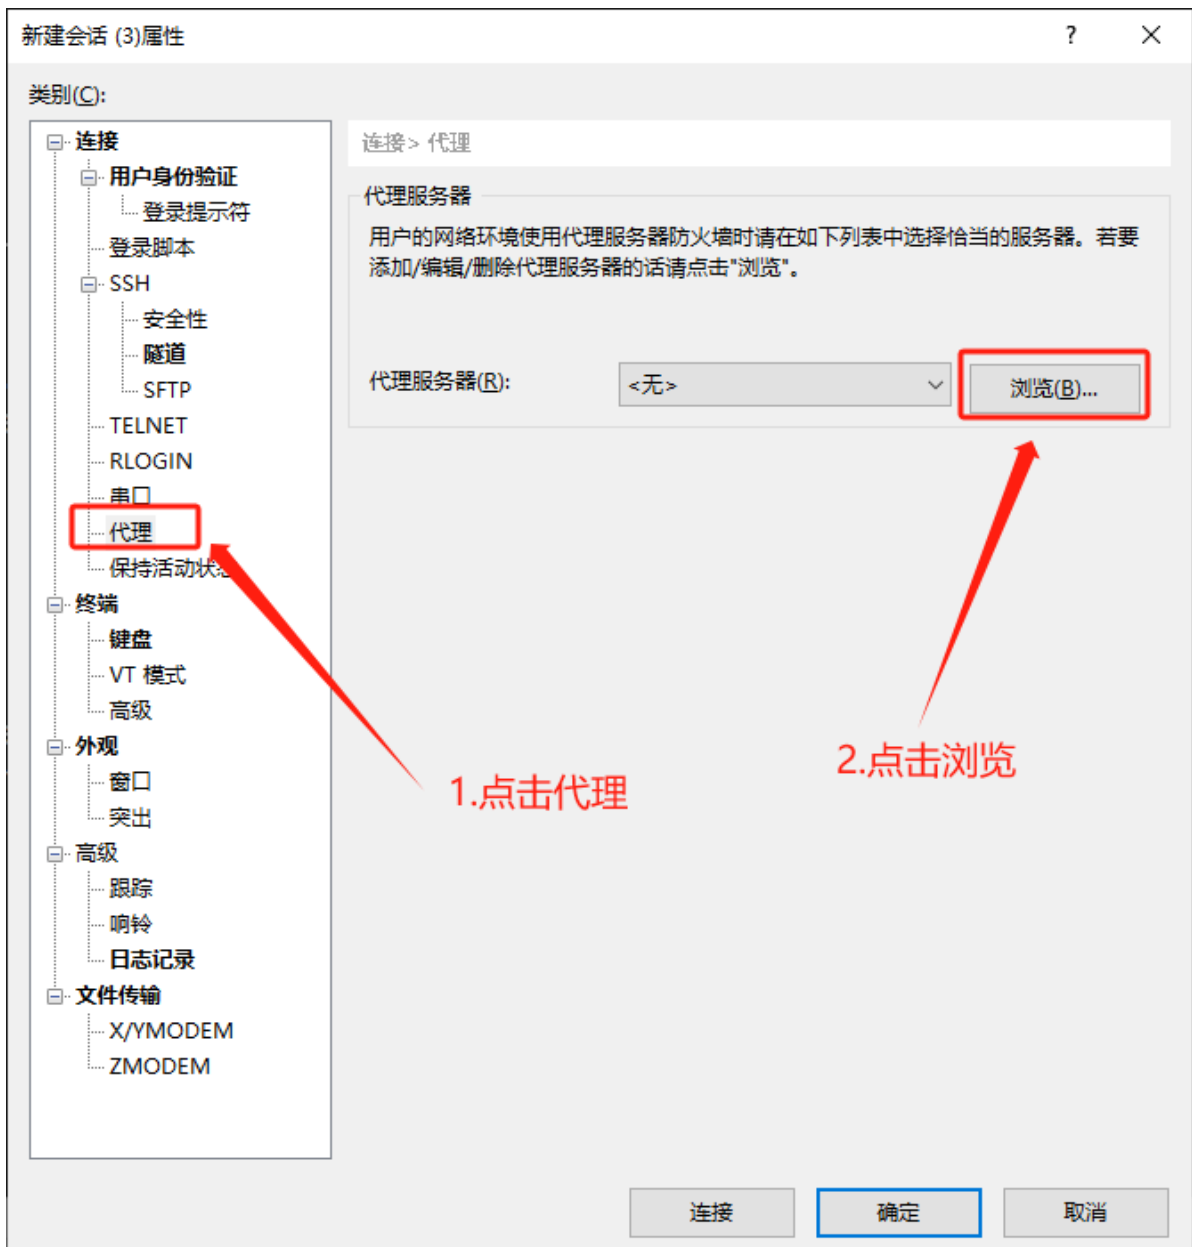 新建会话 (3)属性
?
类别(C):
连接
用户身份验证
登录提示符
登录脚本
SSH
安全性
隧道
SFTP
TELNET
RLOGIN
串口
代理
保持活动状态
终端
键盘
VT 模式
高级
外观
窗口
突出
高级
跟踪
响铃
日志记录
文件传输
X/YMODEM
ZMODEM
连接> 代理
代理服务器
用户的网络环境使用代理服务器防火墙时请在如下列表中选择恰当的服务器。若要
添加/编辑/删除代理服务器的话请点击"浏览"。
代理服务器(R):
<无>
浏览(B)...
1.点击代理
2.点击浏览
连接
确定
取消